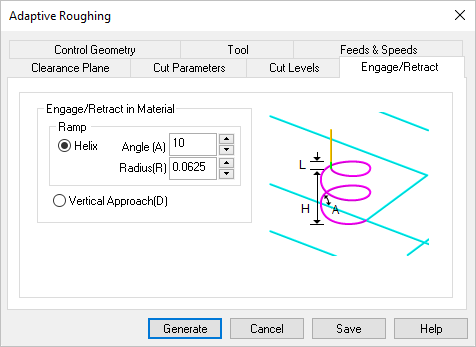 Adaptive Roughing
Control Geometry Tool Feeds & Speeds
Clearance Plane Cut Parameters Cut Levels Engage/Retract
Engage/Retract in Material
Ramp
Helix Angle (A) 10
Radius(R) 0.0625
Vertical Approach(D)
L
H A
Generate Cancel Save Help